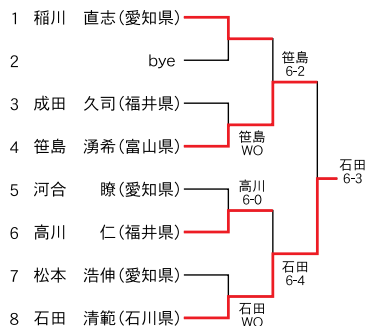 1 稲川 直志(愛知県)
2 bye
3 成田 久司(福井県)
4 笹島 湧希(富山県)
5 河合 瞭(愛知県)
6 高川 仁(福井県)
7 松本 浩伸(愛知県)
8 石田 清範(石川県)
笹島
WO
高川
6-0
石田
WO
笹島
6-2
石田
6-4
石田
6-3